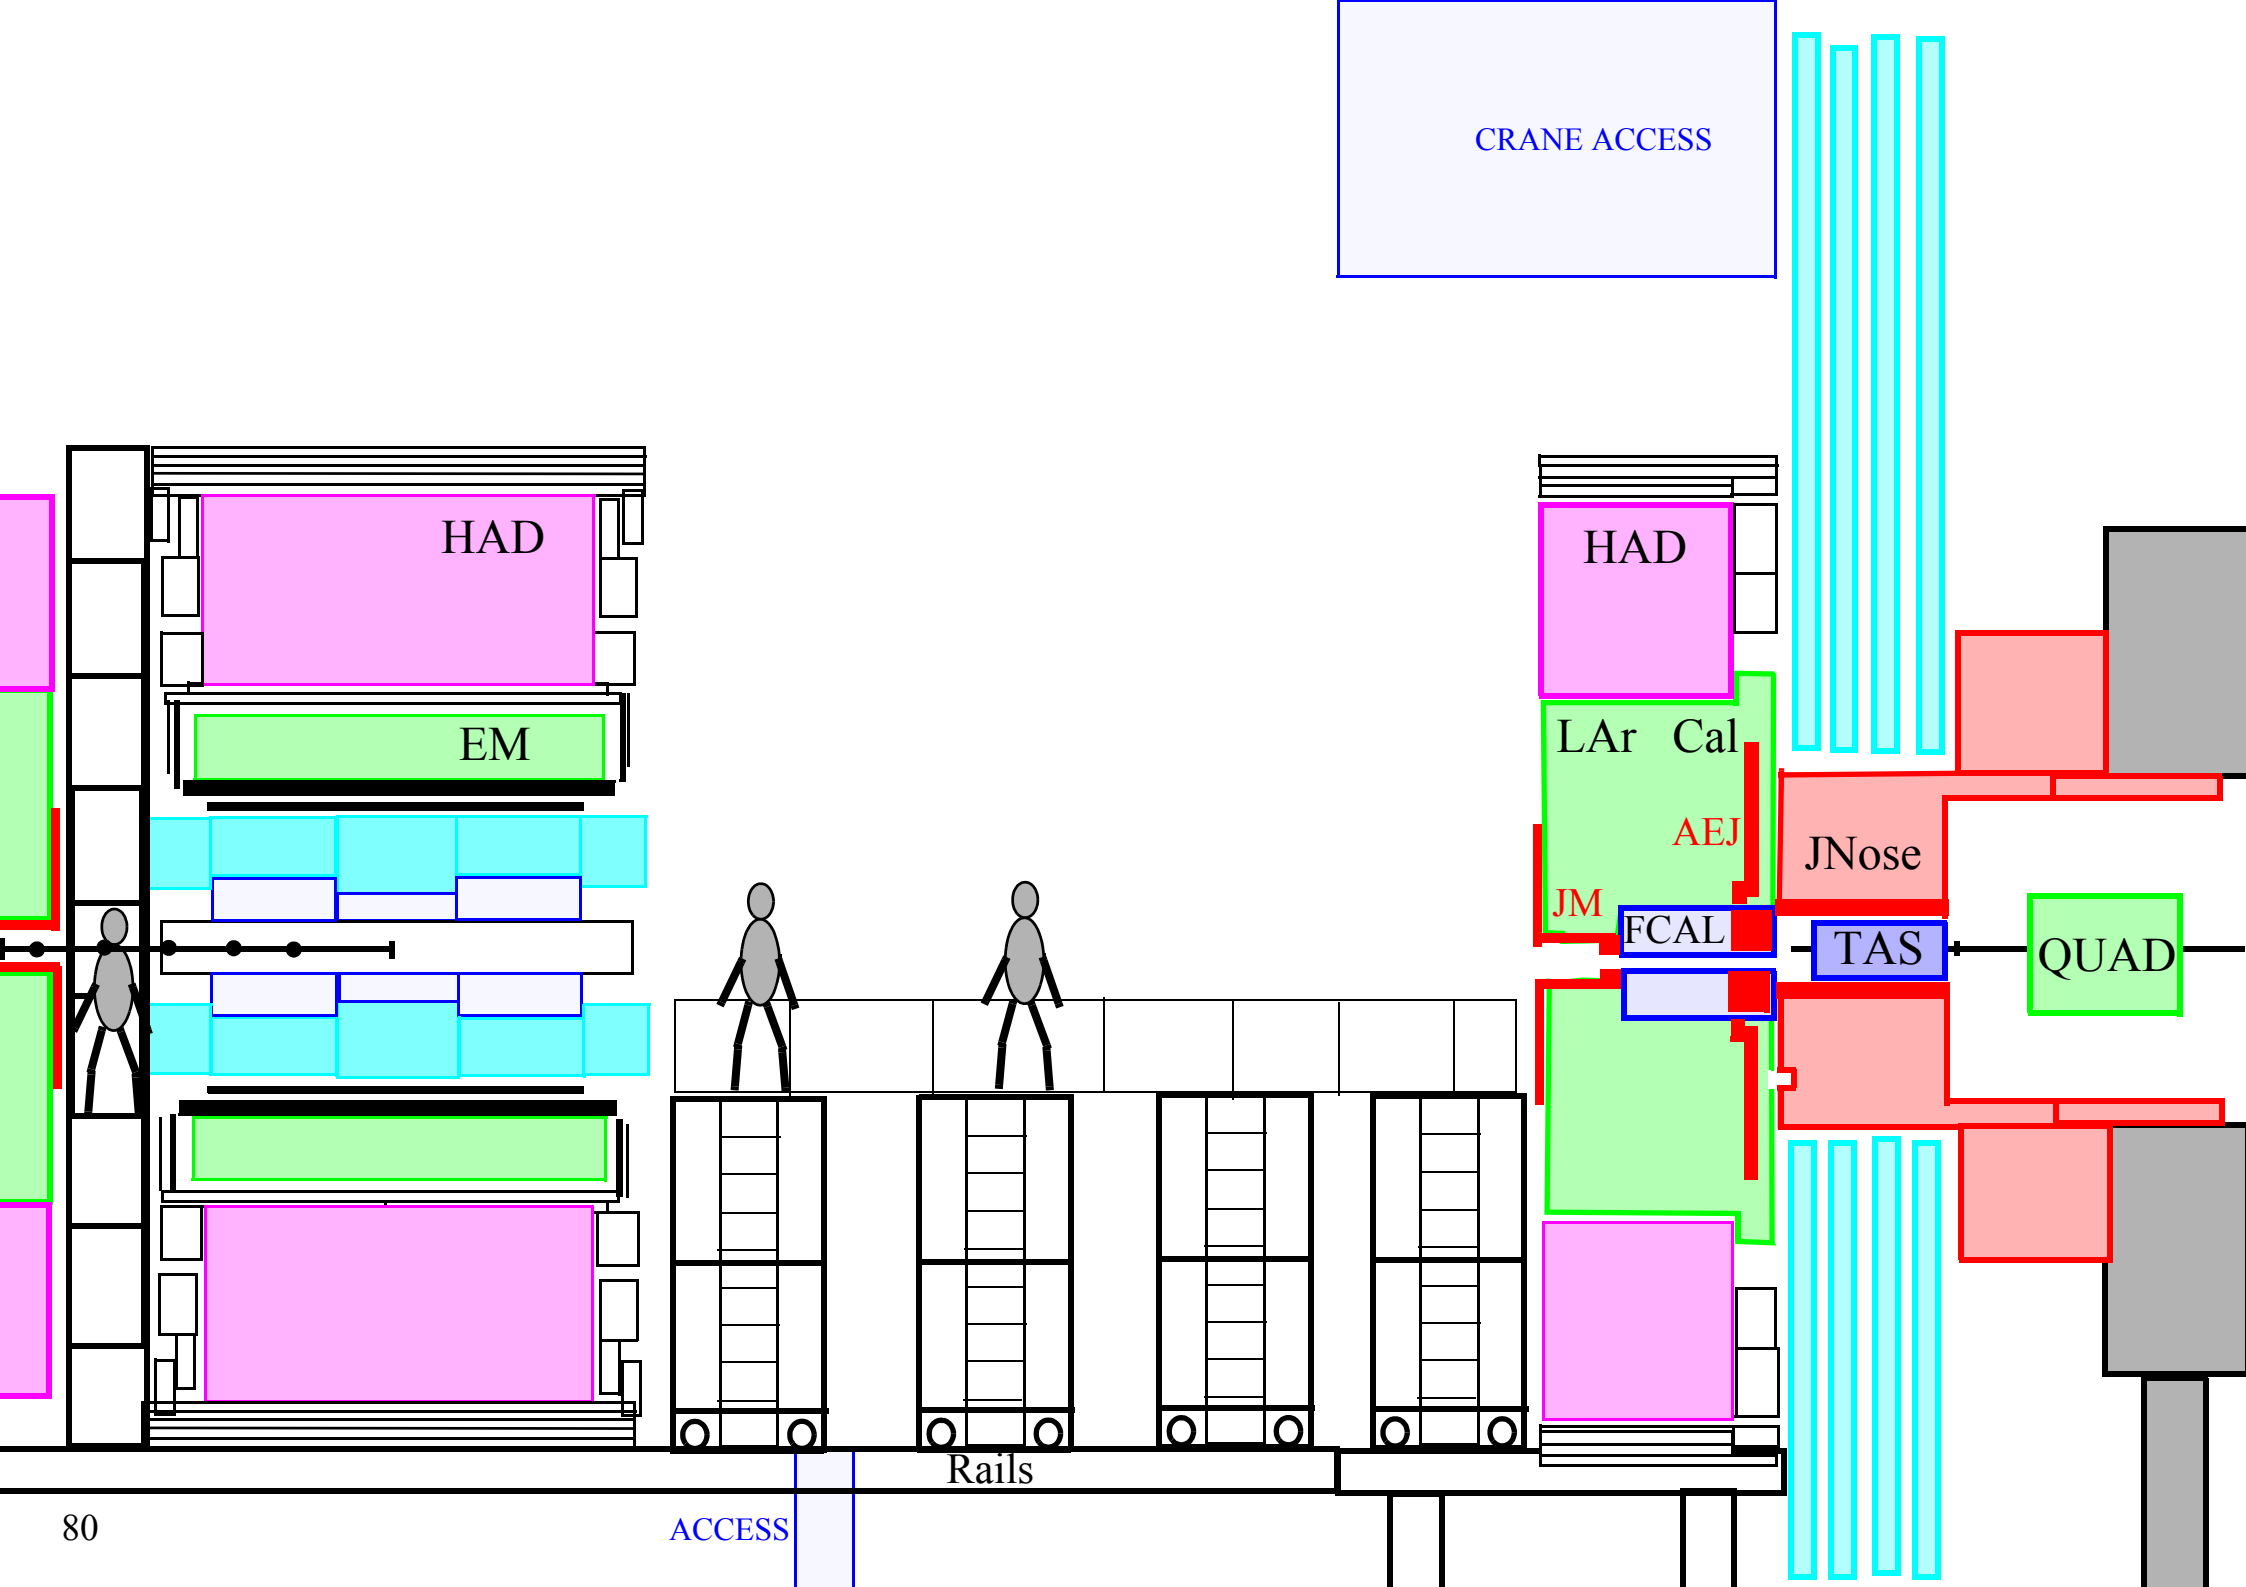 CRANE ACCESS
HAD
HAD
EM
LAr Cal
AEJ
JNose
JM
FCAL
TAS
QUAD
Rails
80
ACCESS